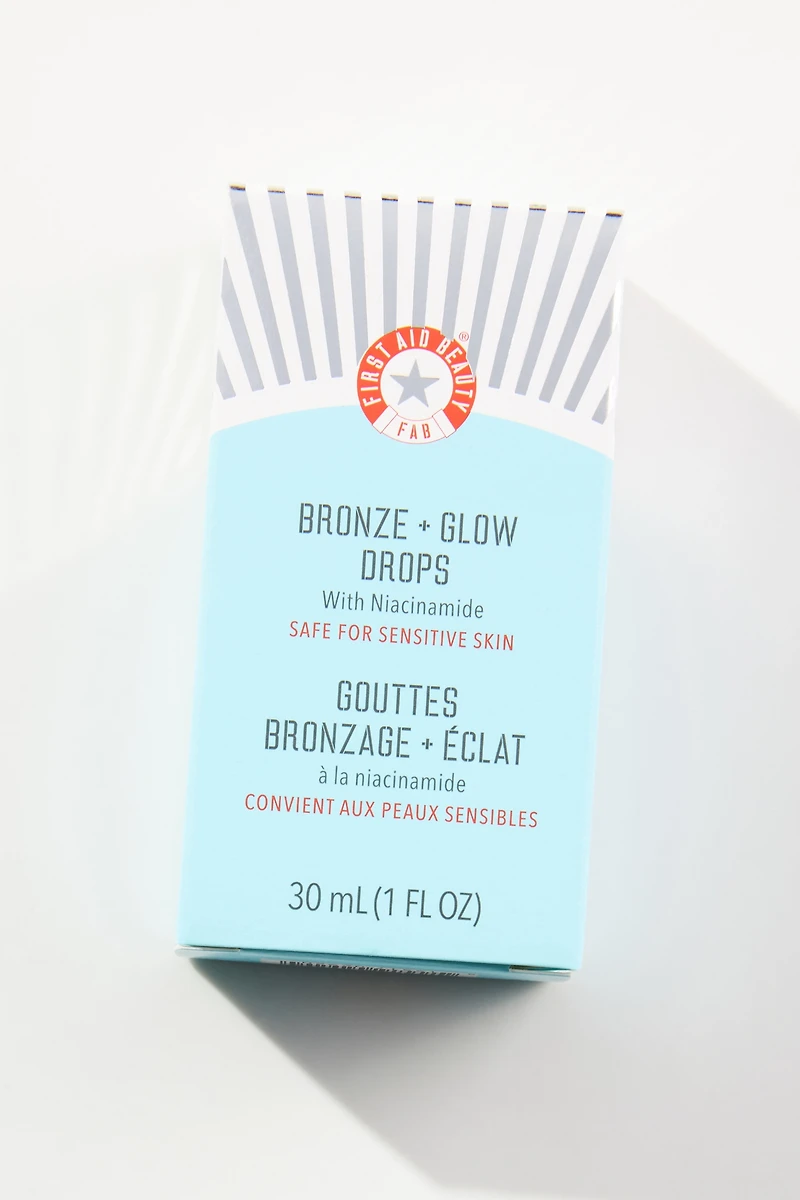 FIRST AID BEAUTY®
FAB
BRONZE + GLOW
DROPS
With Niacinamide
SAFE FOR SENSITIVE SKIN
GOUTTES
BRONZAGE + ÉCLAT
à la niacinamide
CONVIENT AUX PEAUX SENSIBLES
30 mL (1 FL OZ)